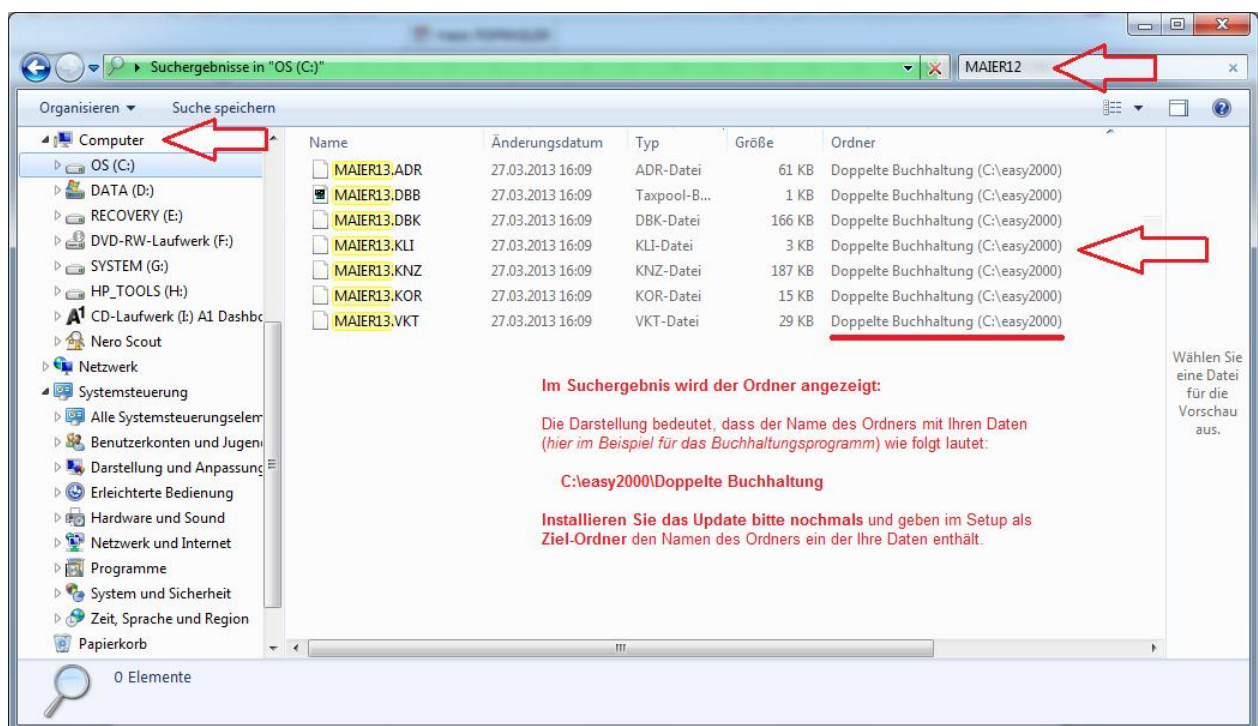 Suchergebnisse in "OS (C:)"
MAIER12
Organisieren
Suche speichern
Computer
OS (C:)
DATA (D:)
RECOVERY (E:)
DVD-RW-Laufwerk (F:)
SYSTEM (G:)
HP_TOOLS (H:)
CD-Laufwerk (I:) A1 Dashbc
Nero Scout
Netzwerk
Systemsteuerung
Alle Systemsteuerungselem
Benutzerkonten und Jugen
Darstellung und Anpassung
Erleichterte Bedienung
Hardware und Sound
Netzwerk und Internet
Programme
System und Sicherheit
Zeit, Sprache und Region
Papierkorb
Name Änderungsdatum Typ Größe Ordner
MAIER13.ADR 27.03.2013 16:09 ADR-Datei 61 KB Doppelte Buchhaltung (C:\easy2000)
MAIER13.DBB 27.03.2013 16:09 Taxpool-B... 1 KB Doppelte Buchhaltung (C:\easy2000)
MAIER13.DBK 27.03.2013 16:09 DBK-Datei 166 KB Doppelte Buchhaltung (C:\easy2000)
MAIER13.KLI 27.03.2013 16:09 KLI-Datei 3 KB Doppelte Buchhaltung (C:\easy2000)
MAIER13.KNZ 27.03.2013 16:09 KNZ-Datei 187 KB Doppelte Buchhaltung (C:\easy2000)
MAIER13.KOR 27.03.2013 16:09 KOR-Datei 15 KB Doppelte Buchhaltung (C:\easy2000)
MAIER13.VKT 27.03.2013 16:09 VKT-Datei 29 KB Doppelte Buchhaltung (C:\easy2000)
Im Suchergebnis wird der Ordner angezeigt:
Die Darstellung bedeutet, dass der Name des Ordners mit Ihren Daten
(hier im Beispiel für das Buchhaltungsprogramm) wie folgt lautet:
C:\easy2000\Doppelte Buchhaltung
Installieren Sie das Update bitte nochmals und geben im Setup als
Ziel-Ordner den Namen des Ordners ein der Ihre Daten enthält.
Wählen Sie
eine Datei
für die
Vorschau
aus.
0 Elemente